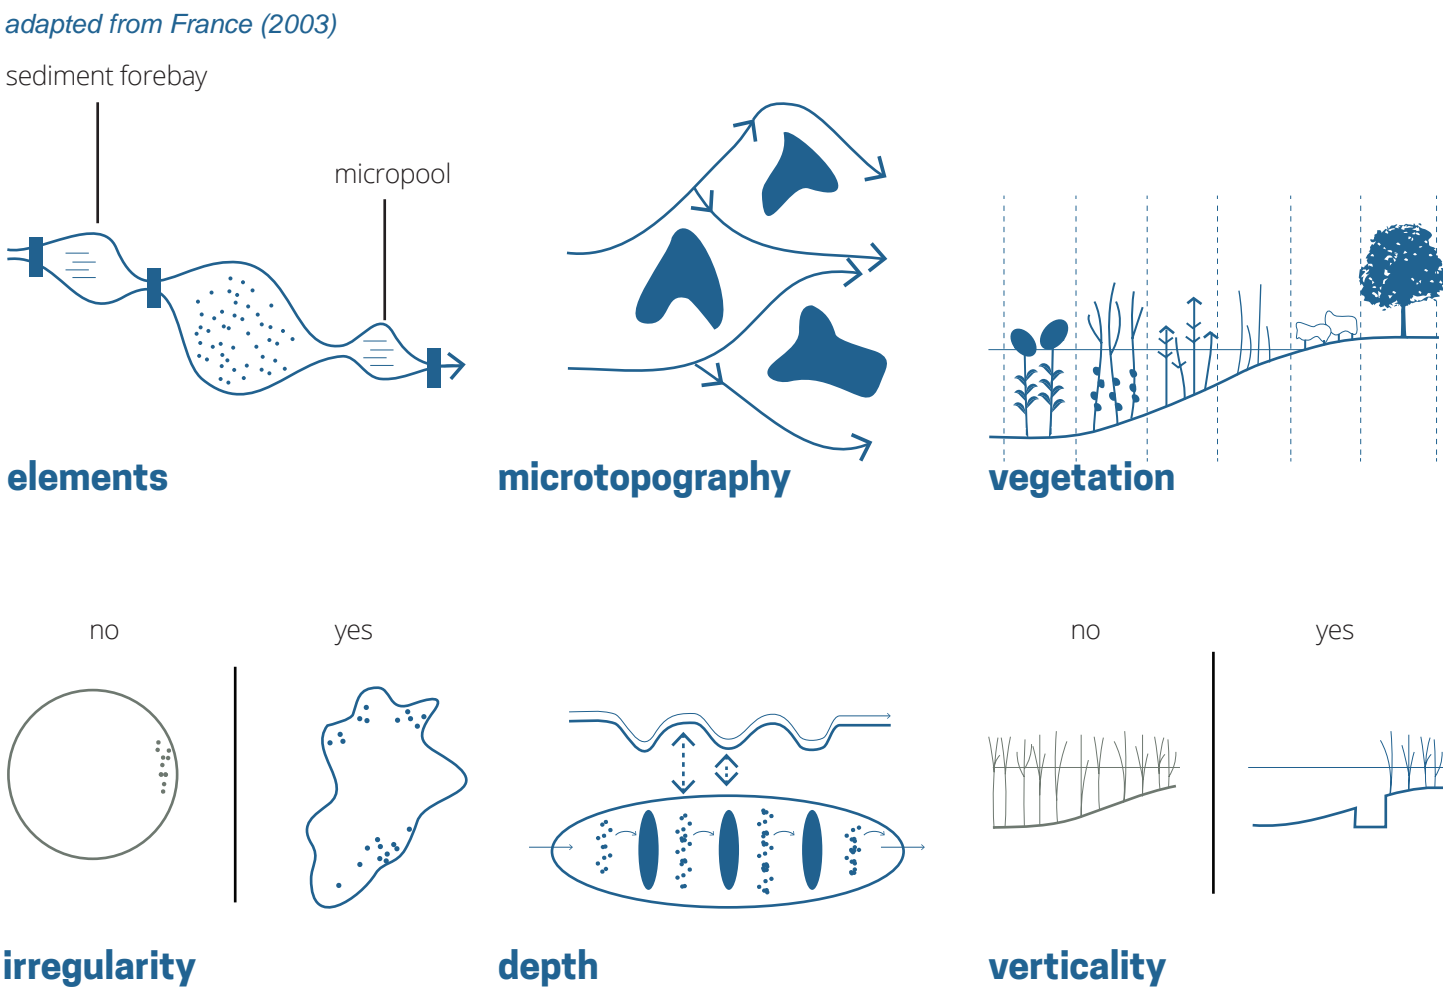 adapted from France (2003)
sediment forebay
micropool
elements
microtopography
vegetation
no
yes
no
yes
irregularity
depth
verticality